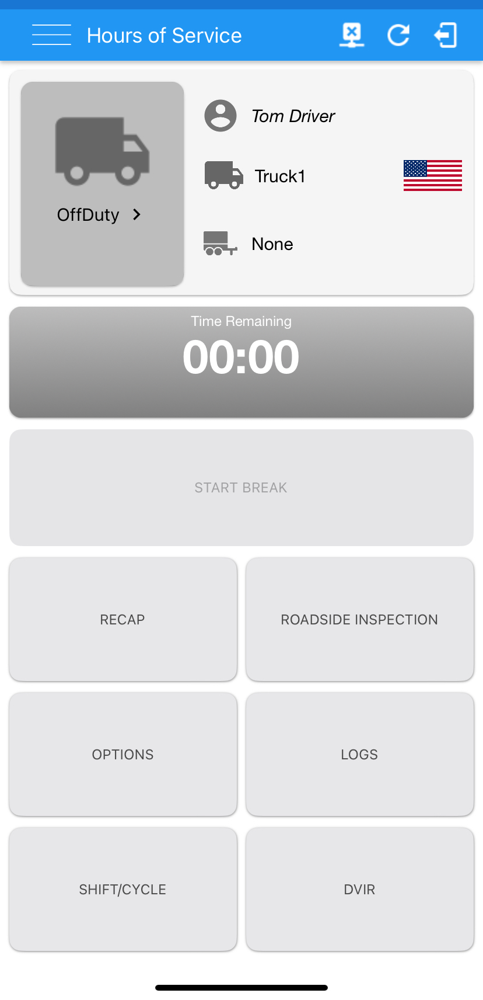 Hours of Service
Tom Driver
Truck1
OffDuty
None
Time Remaining
00:00
START BREAK
RECAP
ROADSIDE INSPECTION
OPTIONS
LOGS
SHIFT/CYCLE
DVIR